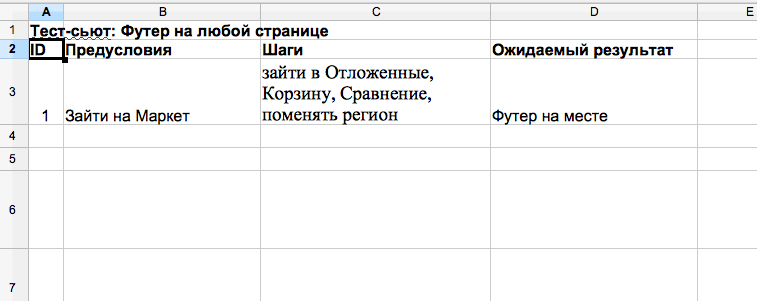 A B C D E
1 Тест-сьют: Футер на любой странице
2 ID Предусловия Шаги Ожидаемый результат
зайти в Отложенные,
3 Корзину, Сравнение,
1 Зайти на Маркет поменять регион Футер на месте
4
5
6
7